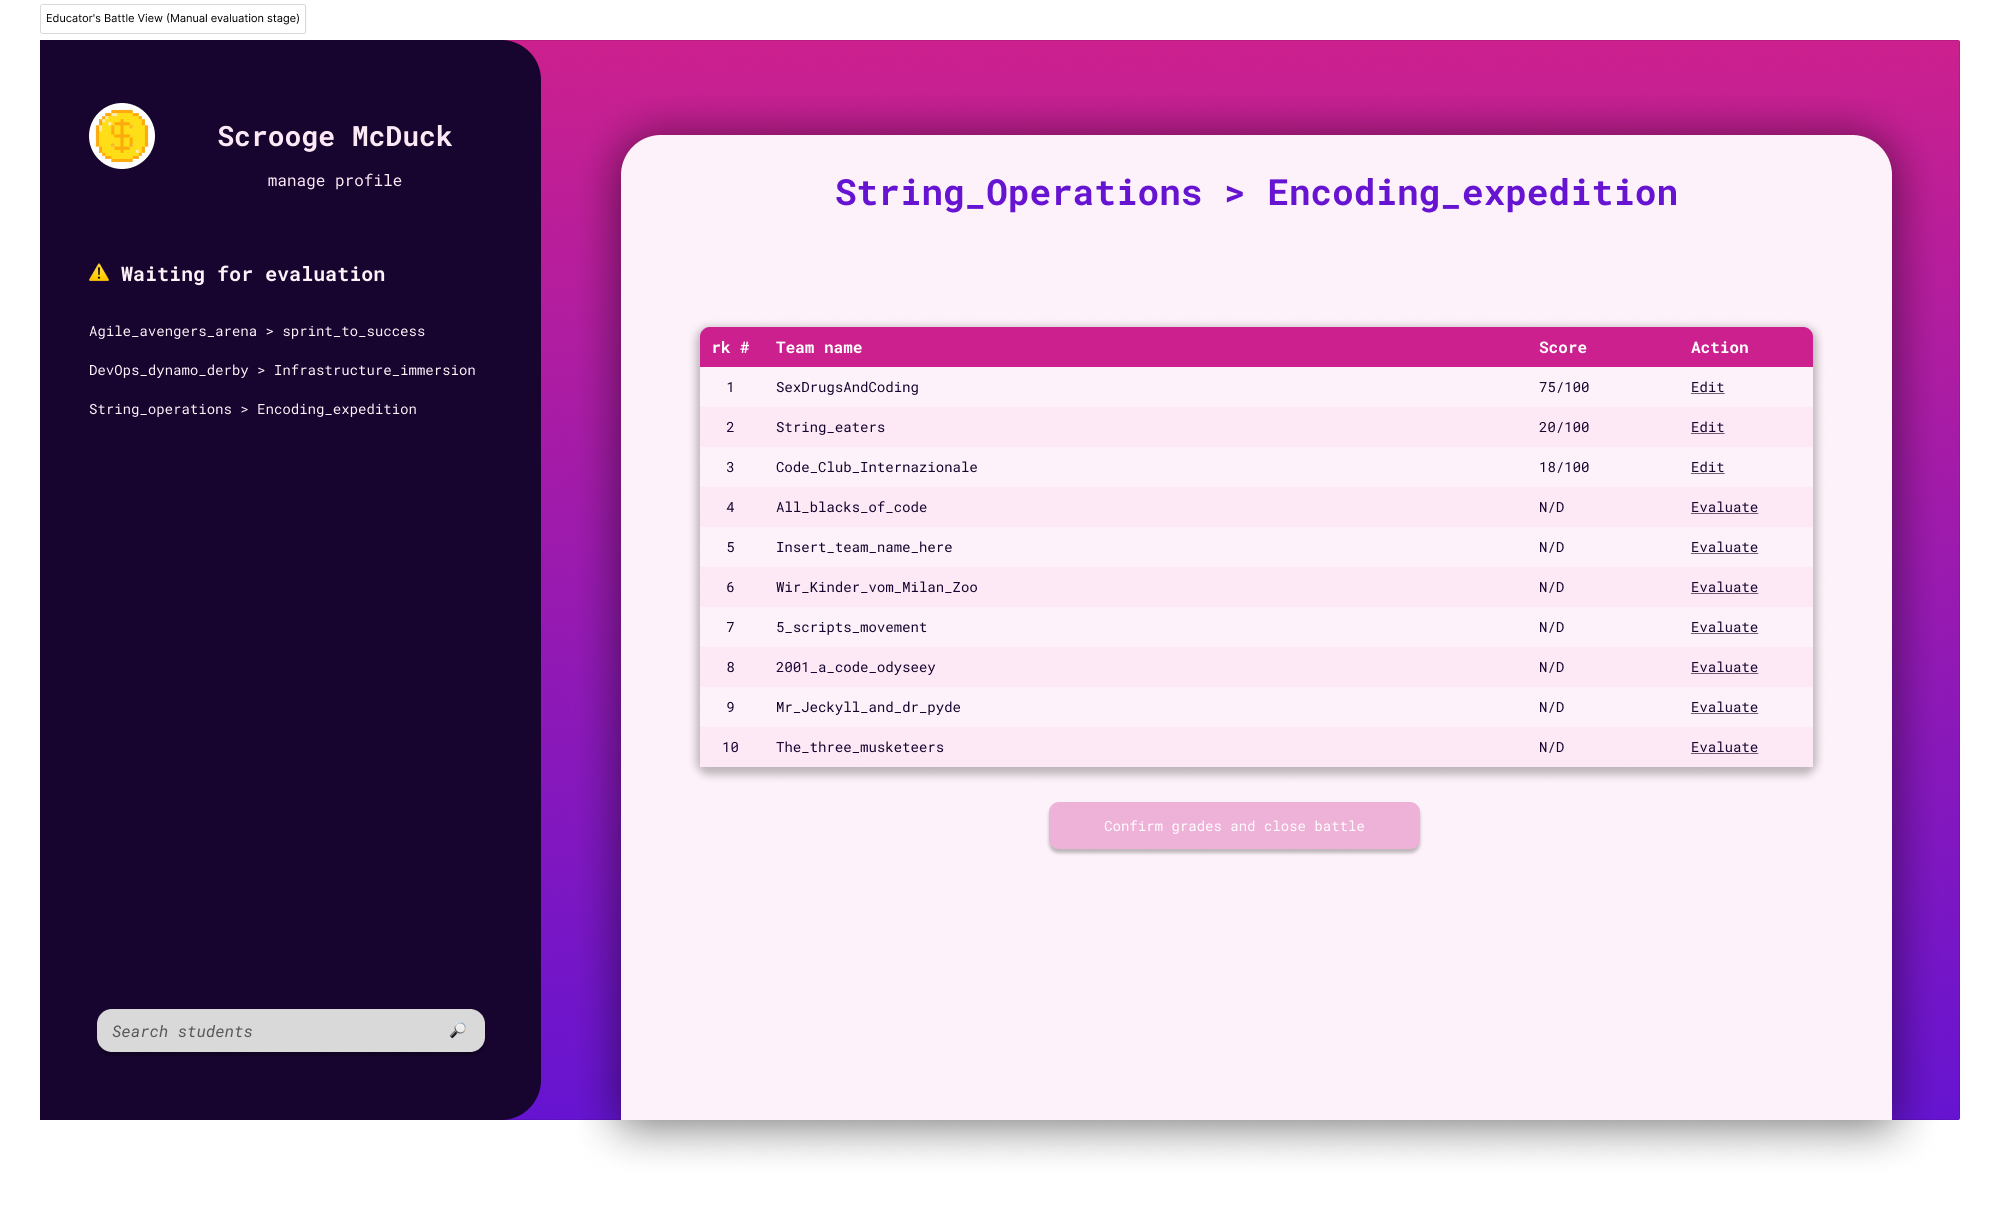 Educator's Battle View (Manual evaluation stage)
Scrooge McDuck
manage profile
Waiting for evaluation
Agile_avengers_arena > sprint_to_success
DevOps_dynamo_derby > Infrastructure_immersion
String_operations > Encoding_expedition
Search students
String_Operations > Encoding_expedition
rk # Team name Score Action
1 SexDrugsAndCoding 75/100 Edit
2 String_eaters 20/100 Edit
3 Code_Club_Internazionale 18/100 Edit
4 All_blacks_of_code N/D Evaluate
5 Insert_team_name_here N/D Evaluate
6 Wir_Kinder_vom_Milan_Zoo N/D Evaluate
7 5_scripts_movement N/D Evaluate
8 2001_a_code_odyseey N/D Evaluate
9 Mr_Jeckyll_and_dr_pyde N/D Evaluate
10 The_three_musketeers N/D Evaluate
Confirm grades and close battle